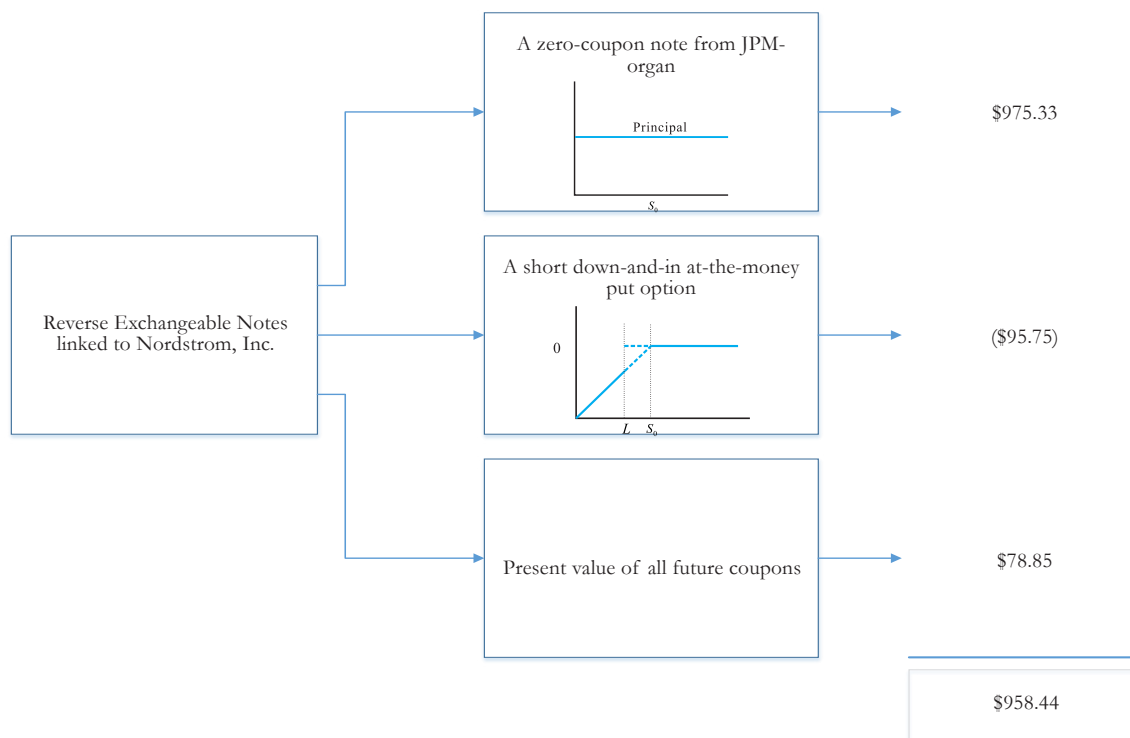 A zero-coupon note from JPM-
organ
Principal
S₀
$975.33
Reverse Exchangeable Notes
linked to Nordstrom, Inc.
A short down-and-in at-the-money
put option
0
L S₀
($95.75)
Present value of all future coupons
$78.85
$958.44